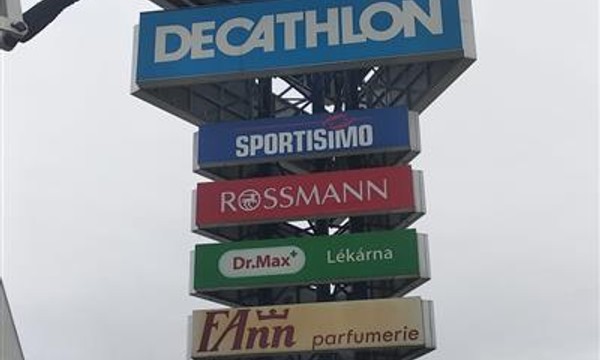 DECATHLON
SPORTISIMO
ROSSMANN
Dr.Max+ Lékárna
FAnn parfumerie